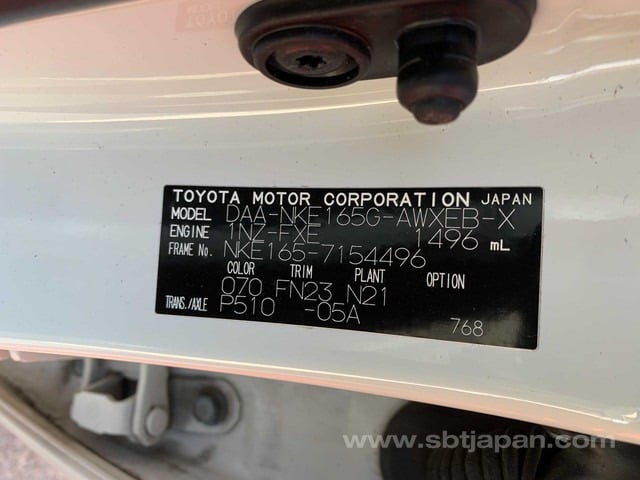 TOYOTA
TOYOTA MOTOR CORPORATION JAPAN
MODEL DAA-NKE165G-AWXEB-X
ENGINE 1NZ-FXE 1496 mL
FRAME No. NKE165-7154496
COLOR TRIM PLANT OPTION
070 FN23 N21
TRANS./AXLE P510 -05A
768
www.sbtjapan.com